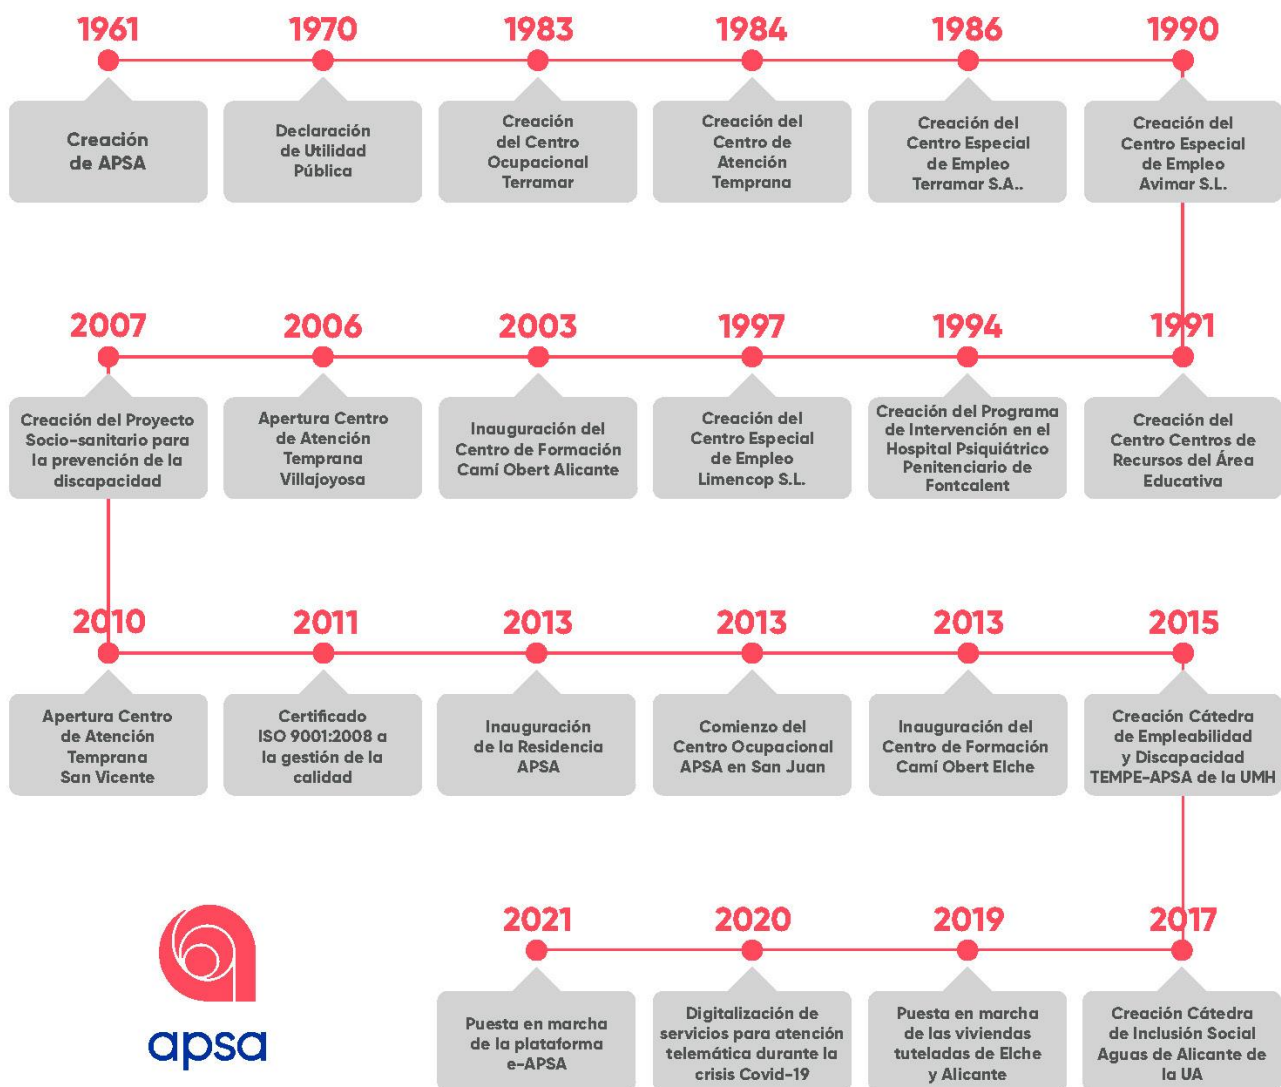 1961
Creación
de APSA
1970
Declaración
de Utilidad
Pública
1983
Creación
del Centro
Ocupacional
Terramar
1984
Creación del
Centro de
Atención
Temprana
1986
Creación del
Centro Especial
de Empleo
Terramar S.A..
1990
Creación del
Centro Especial
de Empleo
Avimar S.L.
1991
Creación del
Centro Centros de
Recursos del Área
Educativa
1994
Creación del Programa
de Intervención en el
Hospital Psiquiátrico
Penitenciario de
Fontcalent
1997
Creación del
Centro Especial
de Empleo
Limencop S.L.
2003
Inauguración del
Centro de Formación
Camí Obert Alicante
2006
Apertura Centro
de Atención
Temprana
Villajoyosa
2007
Creación del Proyecto
Socio-sanitario para
la prevención de la
discapacidad
2010
Apertura Centro
de Atención
Temprana
San Vicente
2011
Certificado
ISO 9001:2008 a
la gestión de la
calidad
2013
Inauguración
de la Residencia
APSA
2013
Comienzo del
Centro Ocupacional
APSA en San Juan
2013
Inauguración del
Centro de Formación
Camí Obert Elche
2015
Creación Cátedra
de Empleabilidad
y Discapacidad
TEMPE-APSA de la UMH
2017
Creación Cátedra
de Inclusión Social
Aguas de Alicante de
la UA
2019
Puesta en marcha
de las viviendas
tuteladas de Elche
y Alicante
2020
Digitalización de
servicios para atención
telemática durante la
crisis Covid-19
2021
Puesta en marcha
de la plataforma
e-APSA
apsa